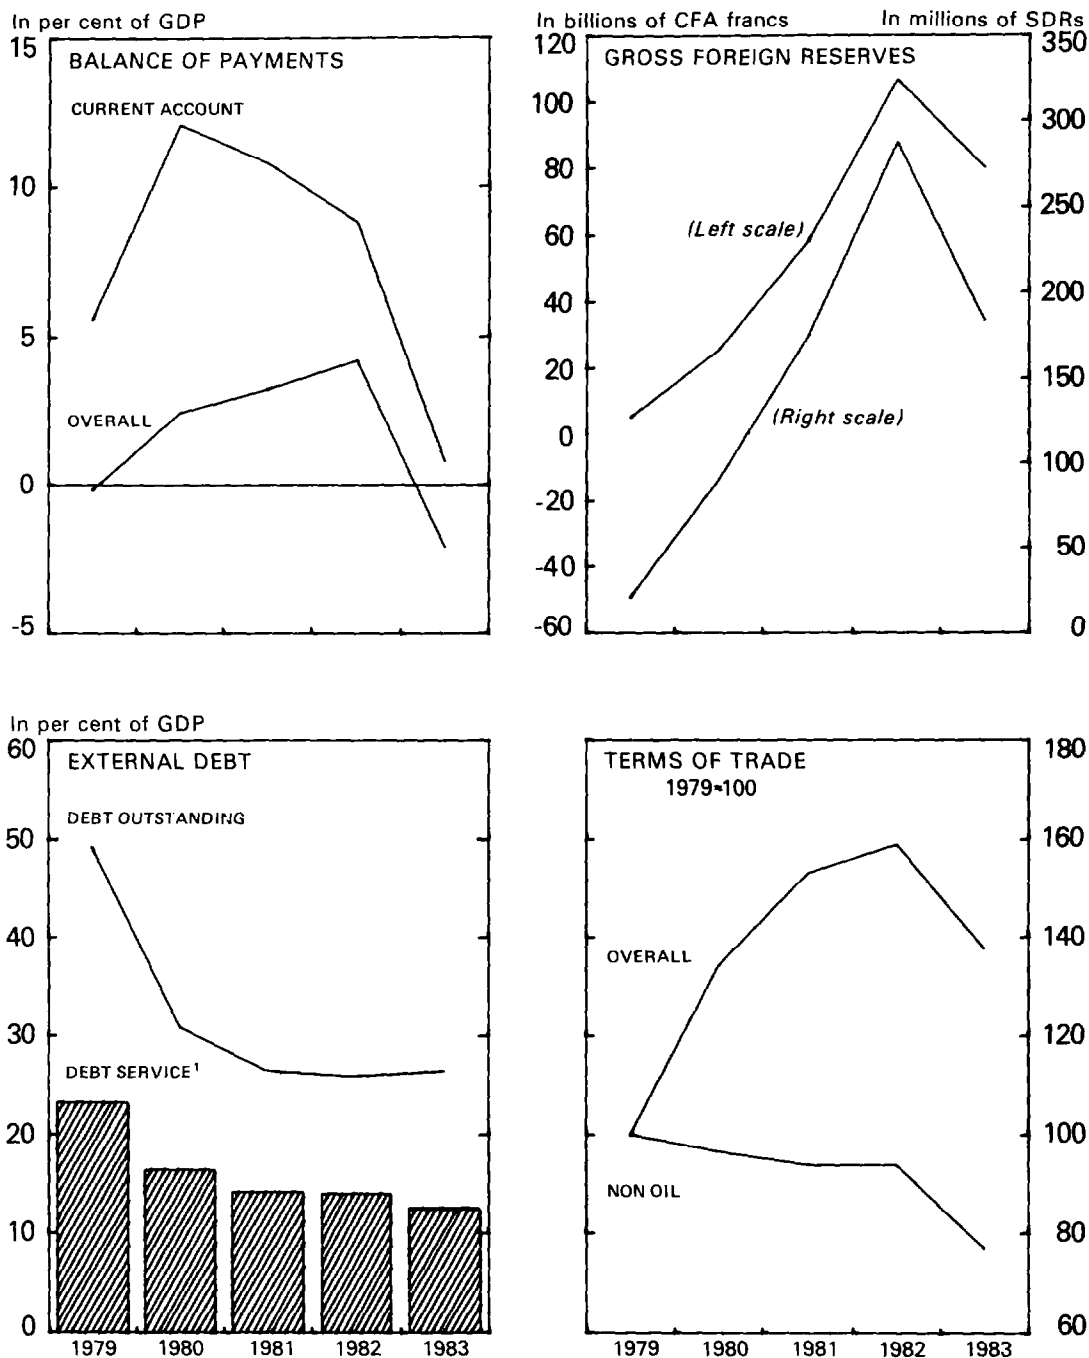 In per cent of GDP
15
BALANCE OF PAYMENTS
CURRENT ACCOUNT
10
5
OVERALL
0
-5
In billions of CFA francs In millions of SDRs
120 350
GROSS FOREIGN RESERVES
100 300
80
250
(Left scale)
60
200
40
20 150
(Right scale)
0
100
-20
50
-40
-60 0
In per cent of GDP
60
EXTERNAL DEBT
DEBT OUTSTANDING
50
40
30
DEBT SERVICE¹
20
10
0
1979 1980 1981 1982 1983
180
TERMS OF TRADE
1979=100
160
140
OVERALL
120
100
NON OIL
80
60
1979 1980 1981 1982 1983